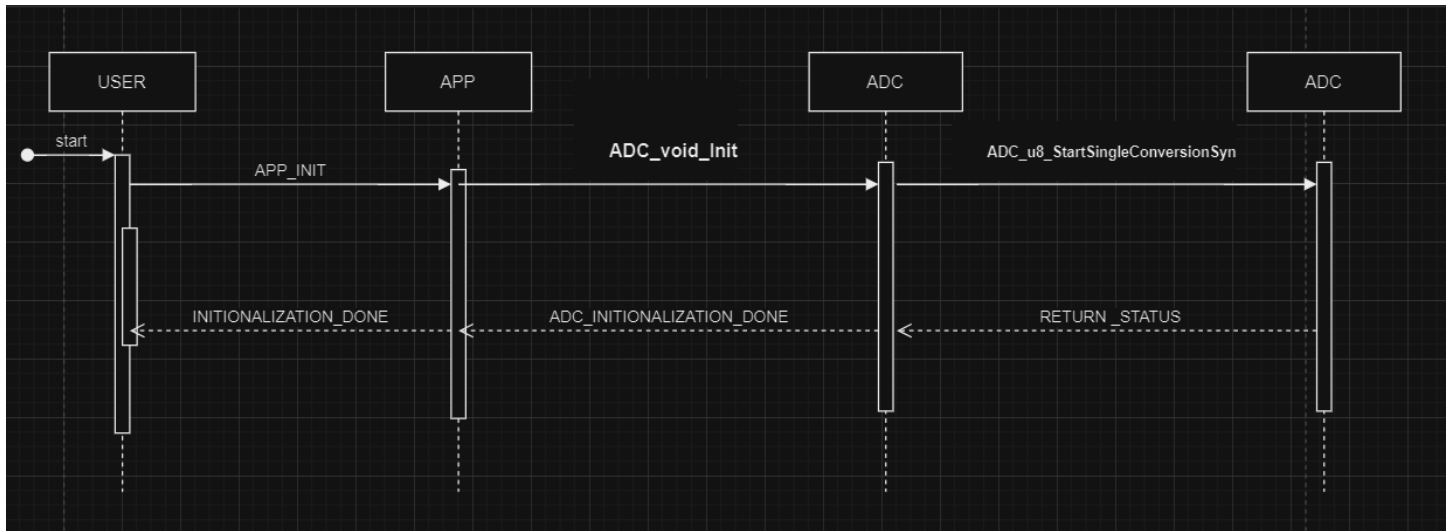 USER
APP
ADC
ADC
start
APP_INIT
ADC_void_Init
ADC_u8_StartSingleConversionSyn
INITIONALIZATION_DONE
ADC_INITIONALIZATION_DONE
RETURN _STATUS